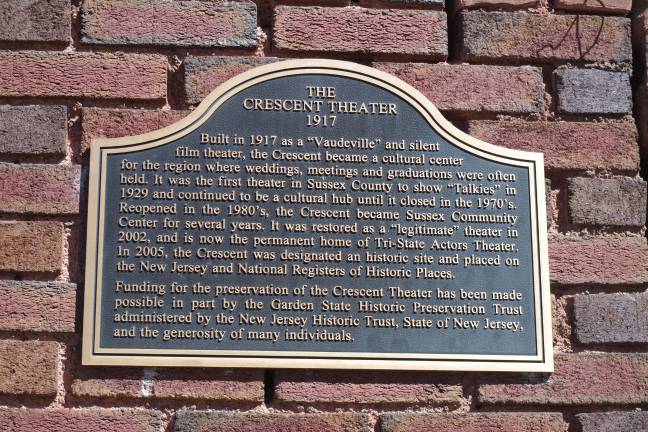 THE
CRESCENT THEATER
1917
Built in 1917 as a “Vaudeville” and silent
film theater, the Crescent became a cultural center
for the region where weddings, meetings and graduations were often
held. It was the first theater in Sussex County to show “Talkies” in
1929 and continued to be a cultural hub until it closed in the 1970’s.
Reopened in the 1980’s, the Crescent became Sussex Community
Center for several years. It was restored as a “legitimate” theater in
2002, and is now the permanent home of Tri-State Actors Theater.
In 2005, the Crescent was designated an historic site and placed on
the New Jersey and National Registers of Historic Places.
Funding for the preservation of the Crescent Theater has been made
possible in part by the Garden State Historic Preservation Trust
administered by the New Jersey Historic Trust, State of New Jersey,
and the generosity of many individuals.